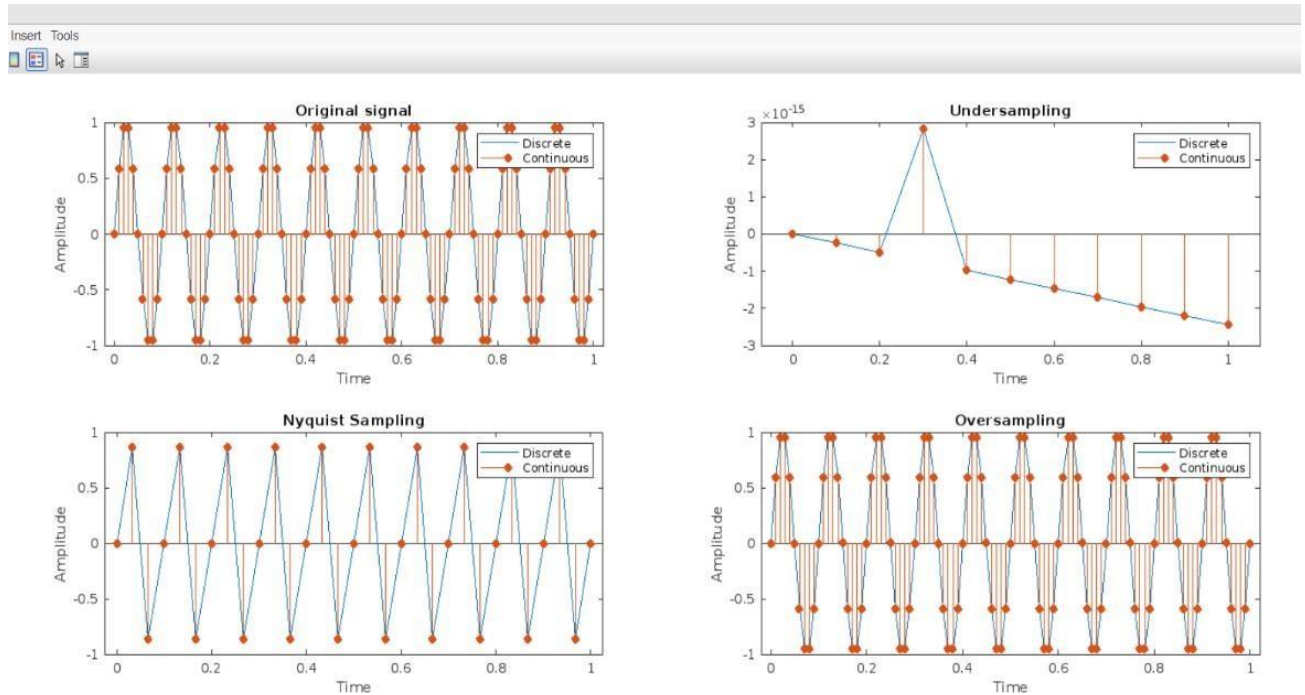 Insert Tools
Original signal
1
0.5
0
-0.5
-1
Amplitude
Discrete
Continuous
0 0.2 0.4 0.6 0.8 1
Time
×10-15
Undersampling
3
2
1
0
-1
-2
-3
Amplitude
Discrete
Continuous
0 0.2 0.4 0.6 0.8 1
Time
Nyquist Sampling
1
0.5
0
-0.5
-1
Amplitude
Discrete
Continuous
0 0.2 0.4 0.6 0.8 1
Time
Oversampling
1
0.5
0
-0.5
-1
Amplitude
Discrete
Continuous
0 0.2 0.4 0.6 0.8 1
Time